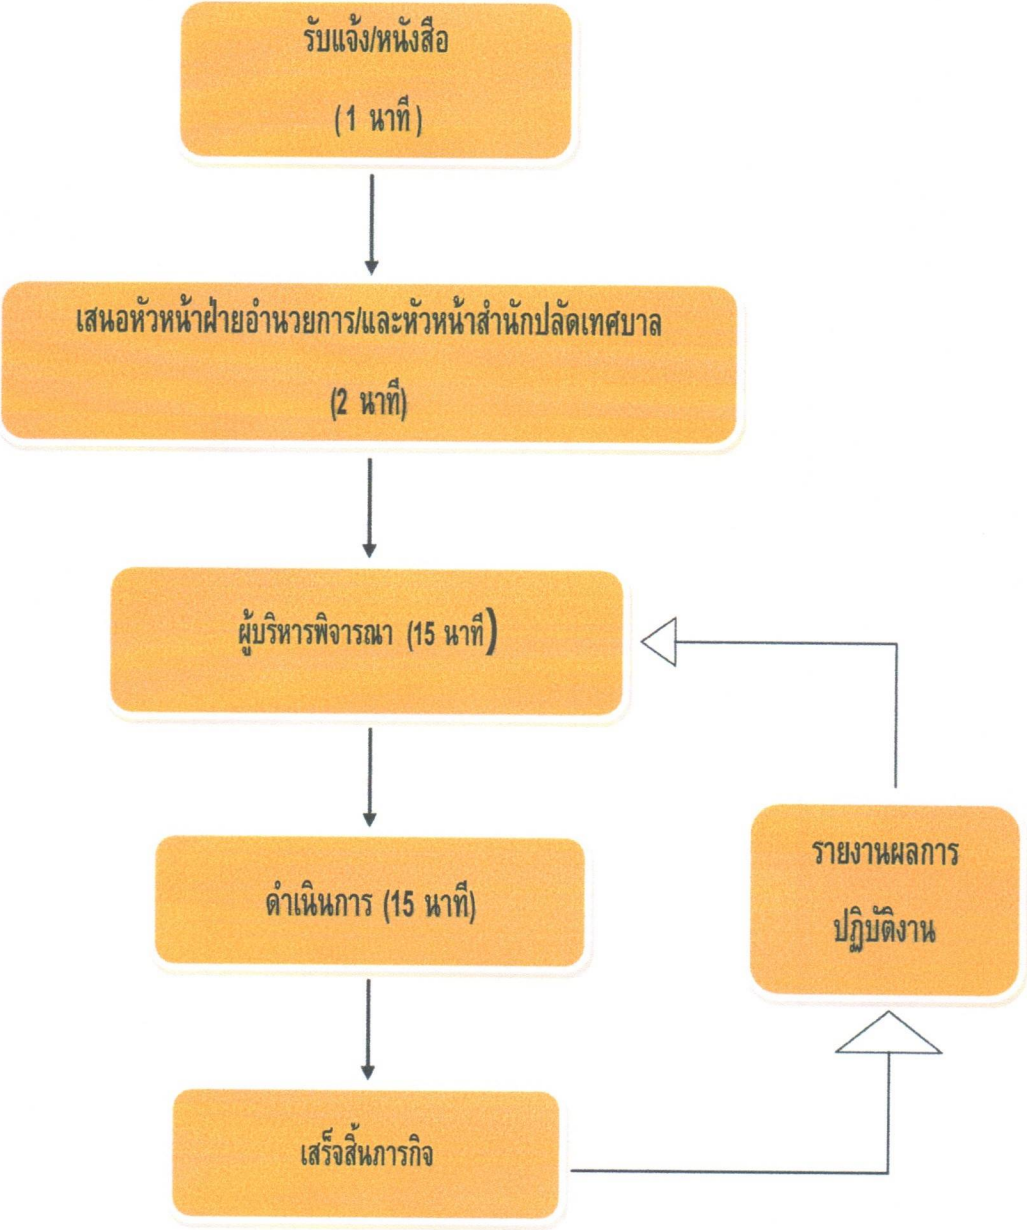 รับแจ้ง/หนังสือ
(1 นาที)
เสนอหัวหน้าฝ่ายอำนวยการ/และหัวหน้าสำนักปลัดเทศบาล
(2 นาที)
ผู้บริหารพิจารณา (15 นาที)
ดำเนินการ (15 นาที)
รายงานผลการ
ปฏิบัติงาน
เสร็จสิ้นภารกิจ